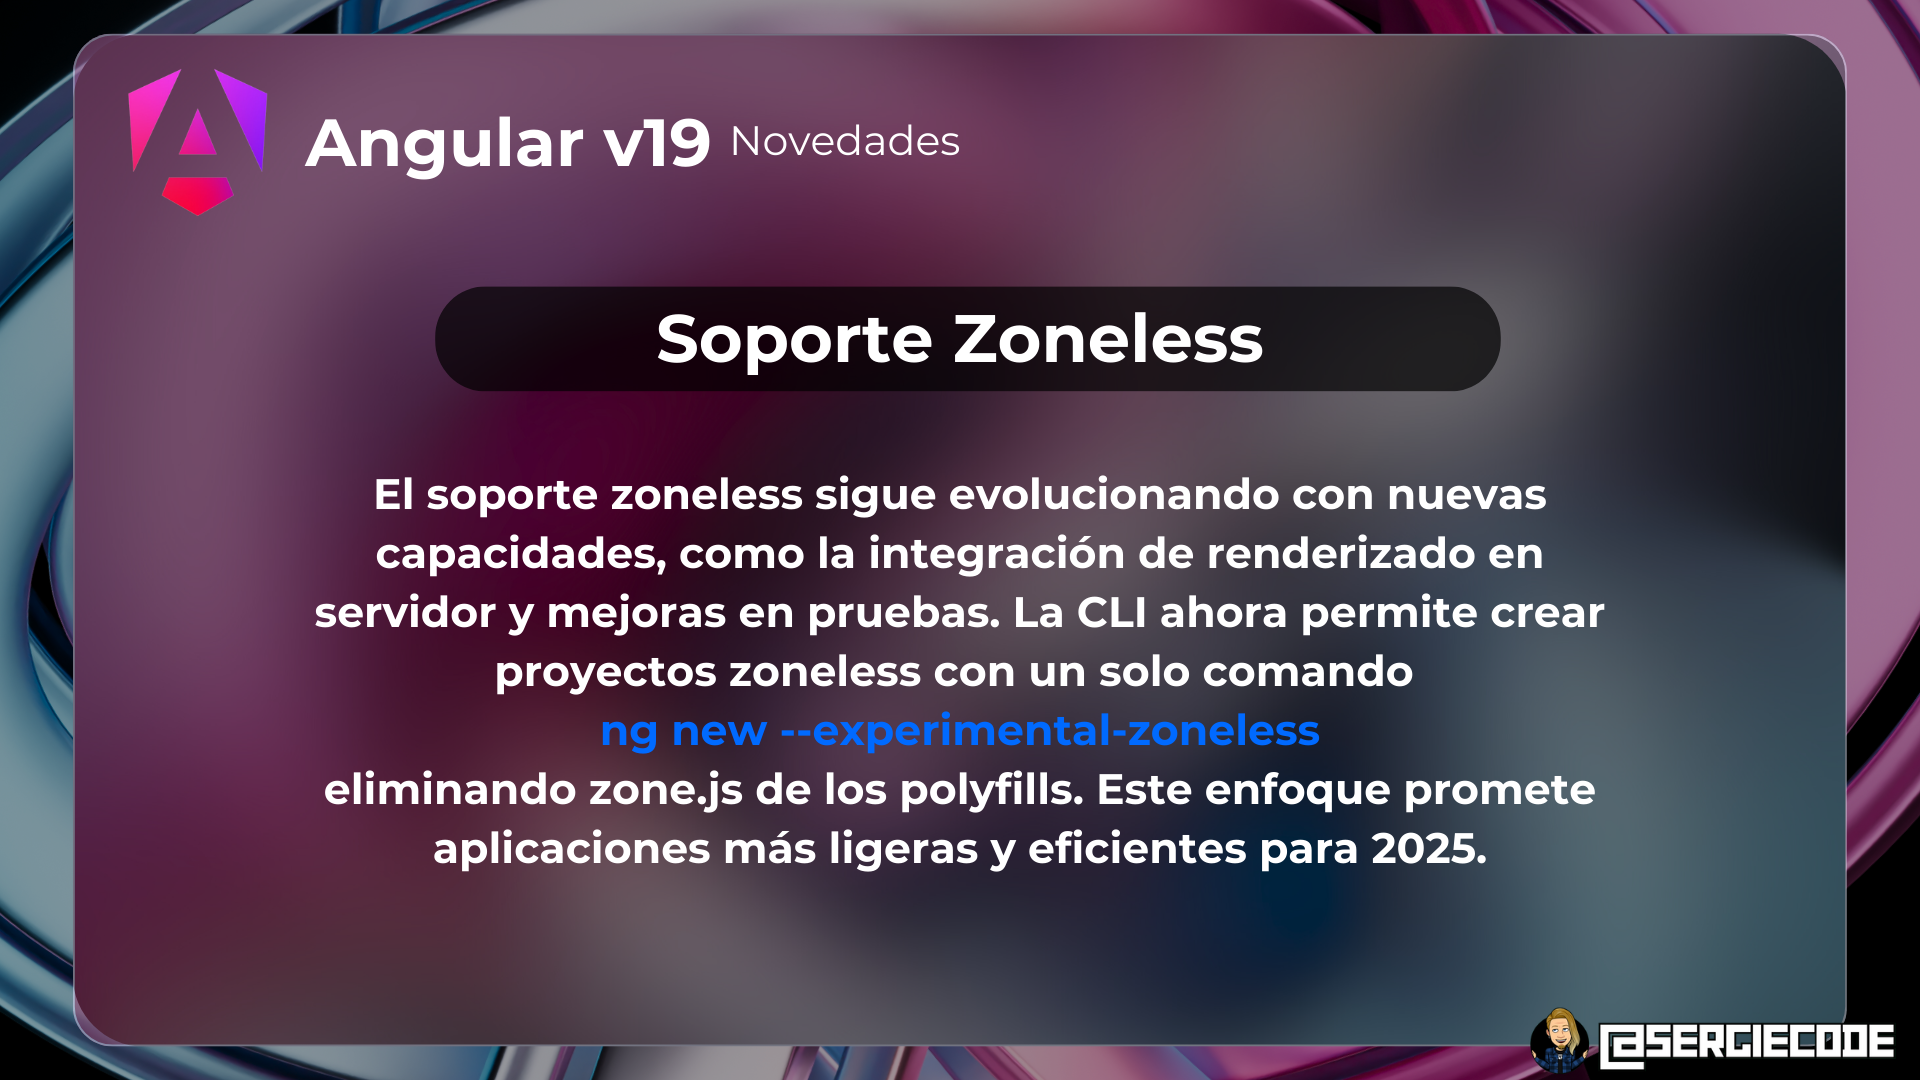 Angular v19 Novedades
Soporte Zoneless
El soporte zoneless sigue evolucionando con nuevas
capacidades, como la integración de renderizado en
servidor y mejoras en pruebas. La CLI ahora permite crear
proyectos zoneless con un solo comando
ng new --experimental-zoneless
eliminando zone.js de los polyfills. Este enfoque promete
aplicaciones más ligeras y eficientes para 2025.
@SERGIECODE